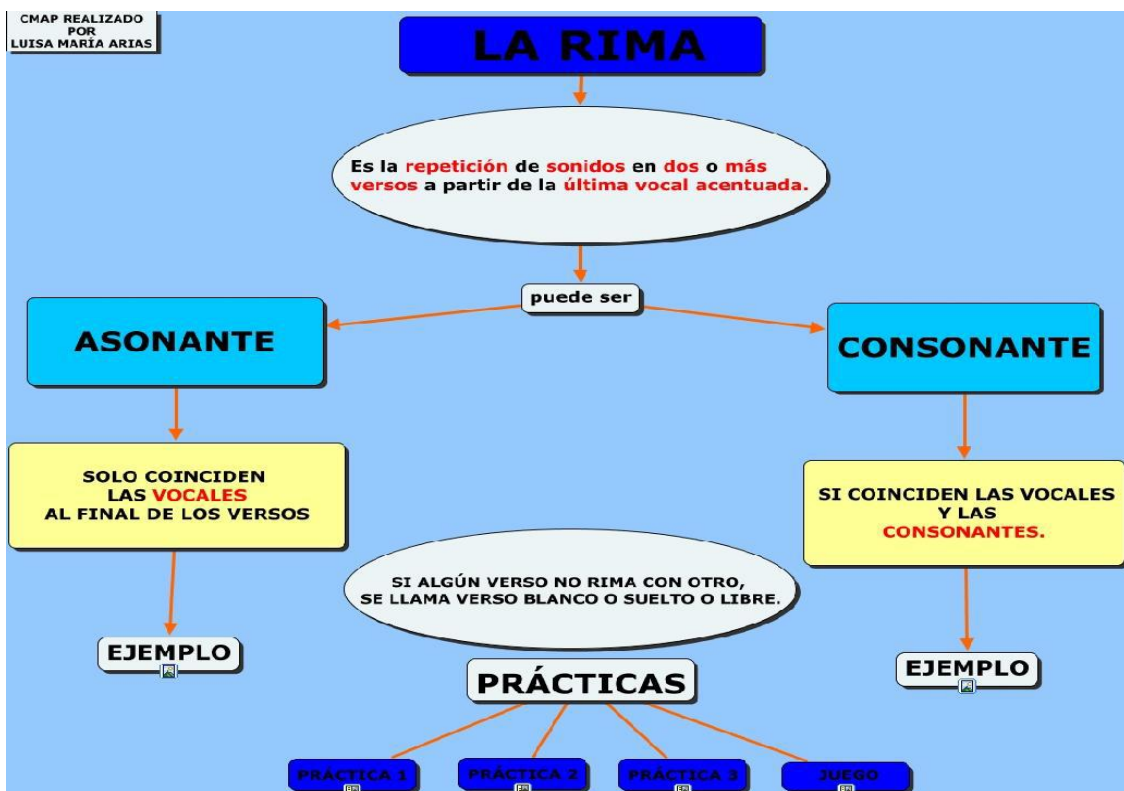 CMAP REALIZADO
POR
LUISA MARÍA ARIAS
LA RIMA
Es la repetición de sonidos en dos o más
versos a partir de la última vocal acentuada.
puede ser
ASONANTE
CONSONANTE
SOLO COINCIDEN
LAS VOCALES
AL FINAL DE LOS VERSOS
SI COINCIDEN LAS VOCALES
Y LAS
CONSONANTES.
SI ALGÚN VERSO NO RIMA CON OTRO,
SE LLAMA VERSO BLANCO O SUELTO O LIBRE.
EJEMPLO
EJEMPLO
PRÁCTICAS
PRÁCTICA 1
PRÁCTICA 2
PRÁCTICA 3
JUEGO